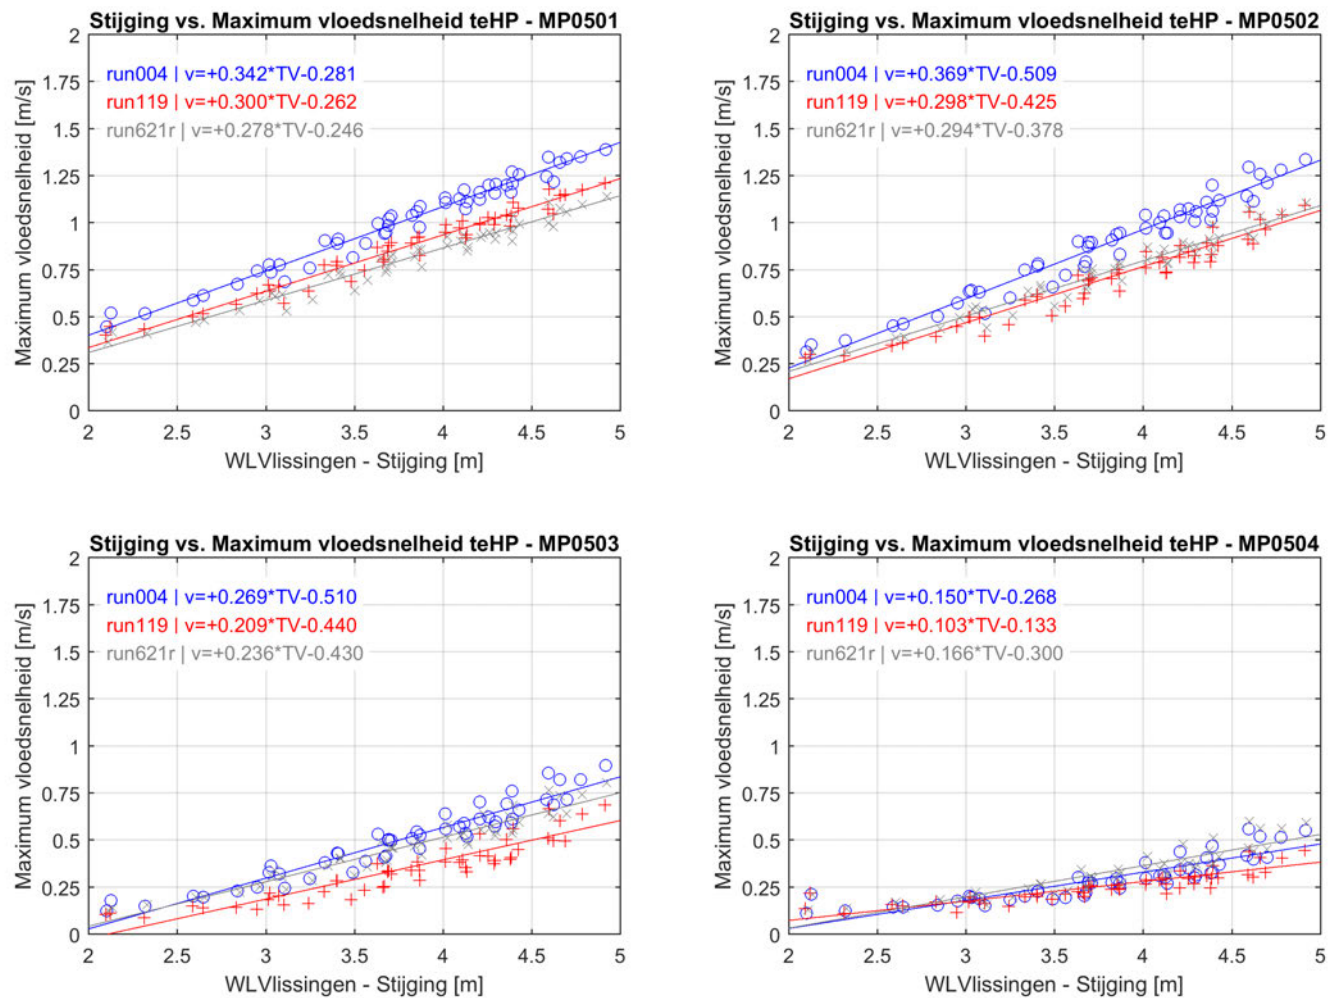 Stijging vs. Maximum vloedsnelheid teHP - MP0501
2
1.75
1.5
1.25
1
0.75
0.5
0.25
0
Maximum vloedsnelheid [m/s]
run004 | v=+0.342*TV-0.281
run119 | v=+0.300*TV-0.262
run621r | v=+0.278*TV-0.246
2 2.5 3 3.5 4 4.5 5
WLVlissingen - Stijging [m]
Stijging vs. Maximum vloedsnelheid teHP - MP0502
2
1.75
1.5
1.25
1
0.75
0.5
0.25
0
Maximum vloedsnelheid [m/s]
run004 | v=+0.369*TV-0.509
run119 | v=+0.298*TV-0.425
run621r | v=+0.294*TV-0.378
2 2.5 3 3.5 4 4.5 5
WLVlissingen - Stijging [m]
Stijging vs. Maximum vloedsnelheid teHP - MP0503
2
1.75
1.5
1.25
1
0.75
0.5
0.25
0
Maximum vloedsnelheid [m/s]
run004 | v=+0.269*TV-0.510
run119 | v=+0.209*TV-0.440
run621r | v=+0.236*TV-0.430
2 2.5 3 3.5 4 4.5 5
WLVlissingen - Stijging [m]
Stijging vs. Maximum vloedsnelheid teHP - MP0504
2
1.75
1.5
1.25
1
0.75
0.5
0.25
0
Maximum vloedsnelheid [m/s]
run004 | v=+0.150*TV-0.268
run119 | v=+0.103*TV-0.133
run621r | v=+0.166*TV-0.300
2 2.5 3 3.5 4 4.5 5
WLVlissingen - Stijging [m]